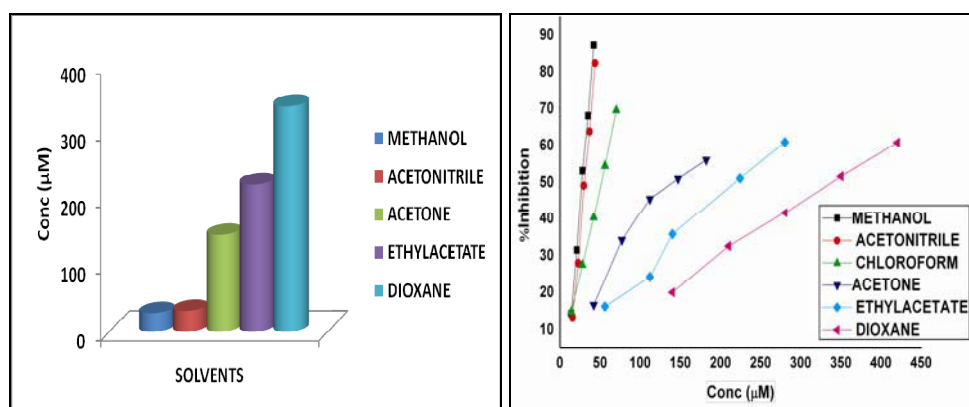 400
300
200
100
0
Conc (µM)
SOLVENTS
METHANOL
ACETONITRILE
ACETONE
ETHYLACETATE
DIOXANE
90
80
70
60
50
40
30
20
10
%Inhibition
0 50 100 150 200 250 300 350 400 450
Conc (µM)
METHANOL
ACETONITRILE
CHLOROFORM
ACETONE
ETHYLACETATE
DIOXANE